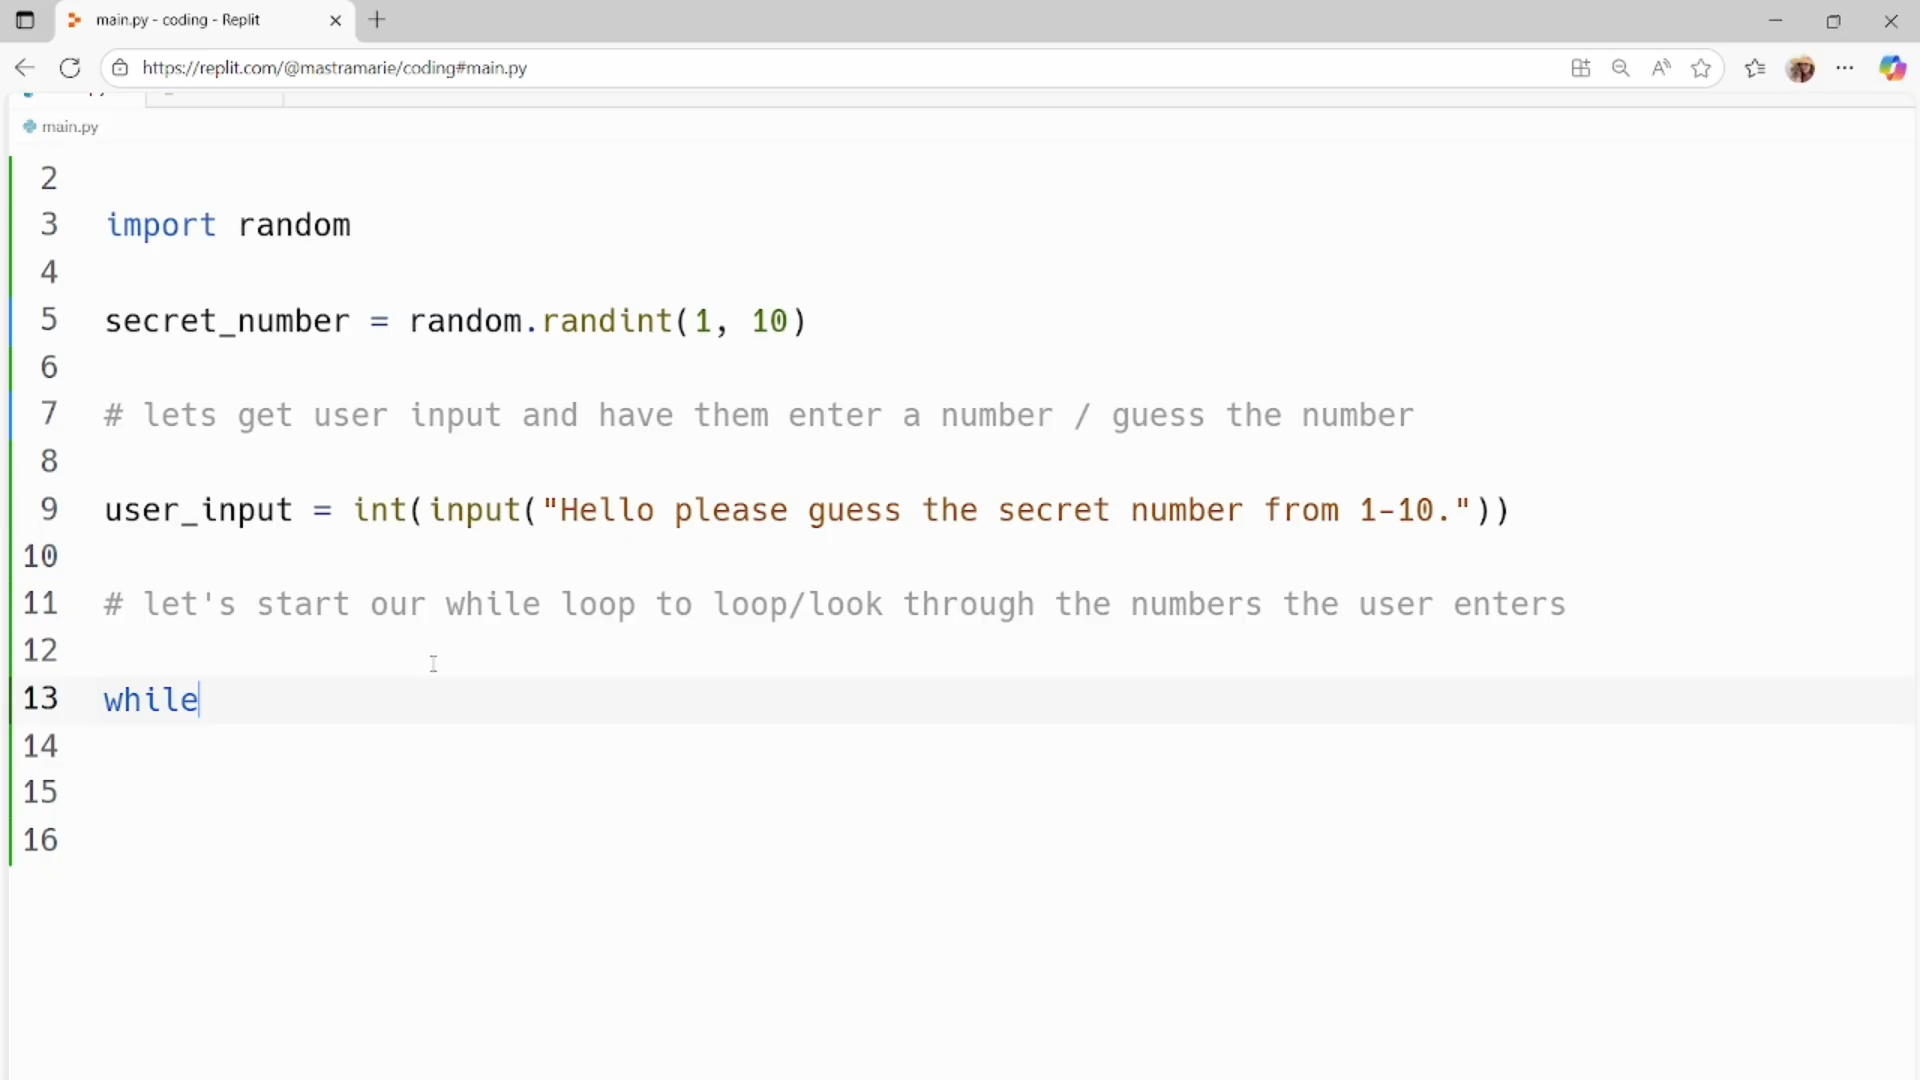 main.py - coding - Replit
https://replit.com/@mastramarie/coding#main.py
main.py
2
3 import random
4
5 secret_number = random.randint(1, 10)
6
7 # lets get user input and have them enter a number / guess the number
8
9 user_input = int(input("Hello please guess the secret number from 1-10."))
10
11 # let's start our while loop to loop/look through the numbers the user enters
12
13 while
14
15
16